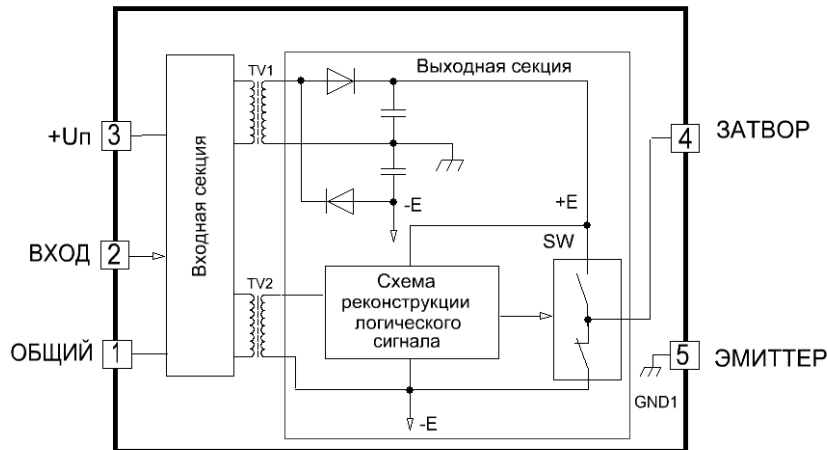 TV1
Выходная секция
+Uп
3
4
ЗАТВОР
Входная секция
-E
+E
SW
ВХОД
2
TV2
Схема
реконструкции
логического
сигнала
ОБЩИЙ
1
5
ЭМИТТЕР
GND1
-E